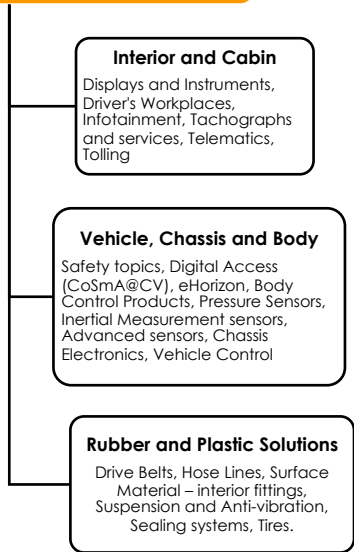 Interior and Cabin
Displays and Instruments,
Driver's Workplaces,
Infotainment, Tachographs
and services, Telematics,
Tolling
Vehicle, Chassis and Body
Safety topics, Digital Access
(CoSmA@CV), eHorizon, Body
Control Products, Pressure Sensors,
Inertial Measurement sensors,
Advanced sensors, Chassis
Electronics, Vehicle Control
Rubber and Plastic Solutions
Drive Belts, Hose Lines, Surface
Material – interior fittings,
Suspension and Anti-vibration,
Sealing systems, Tires.